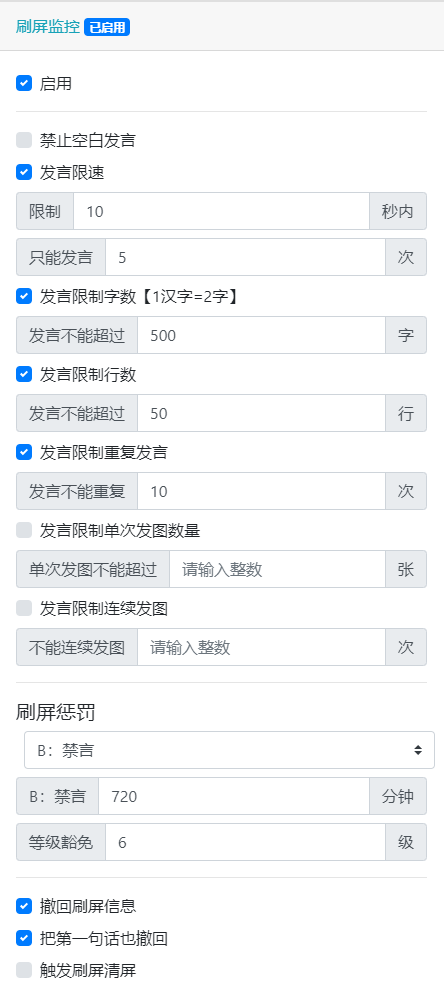 刷屏监控 已启用
启用
禁止空白发言
发言限速
限制 10 秒内
只能发言 5 次
发言限制字数【1汉字=2字】
发言不能超过 500 字
发言限制行数
发言不能超过 50 行
发言限制重复发言
发言不能重复 10 次
发言限制单次发图数量
单次发图不能超过 请输入整数 张
发言限制连续发图
不能连续发图 请输入整数 次
刷屏惩罚
B：禁言
B：禁言 720 分钟
等级豁免 6 级
撤回刷屏信息
把第一句话也撤回
触发刷屏清屏